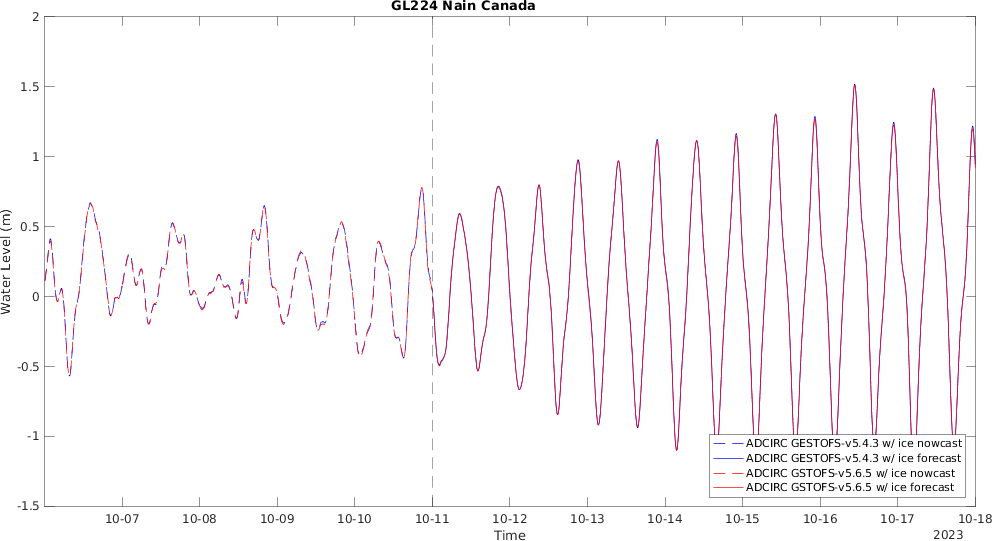 GL224 Nain Canada
2
1.5
1
0.5
0
-0.5
-1
-1.5
Water Level (m)
ADCIRC GESTOFS-v5.4.3 w/ ice nowcast
ADCIRC GESTOFS-v5.4.3 w/ ice forecast
ADCIRC GSTOFS-v5.6.5 w/ ice nowcast
ADCIRC GSTOFS-v5.6.5 w/ ice forecast
10-07 10-08 10-09 10-10 10-11 10-12 10-13 10-14 10-15 10-16 10-17 10-18
Time
2023